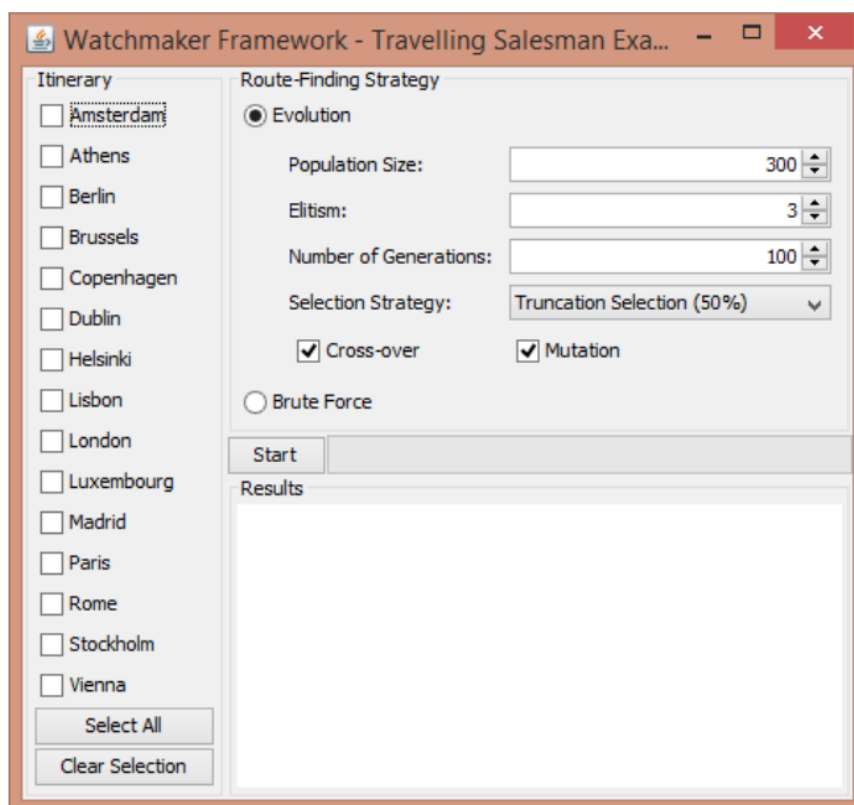 Watchmaker Framework - Travelling Salesman Exa...
Itinerary
Amsterdam
Athens
Berlin
Brussels
Copenhagen
Dublin
Helsinki
Lisbon
London
Luxembourg
Madrid
Paris
Rome
Stockholm
Vienna
Select All
Clear Selection
Route-Finding Strategy
Evolution
Population Size: 300
Elitism: 3
Number of Generations: 100
Selection Strategy: Truncation Selection (50%)
Cross-over Mutation
Brute Force
Start
Results